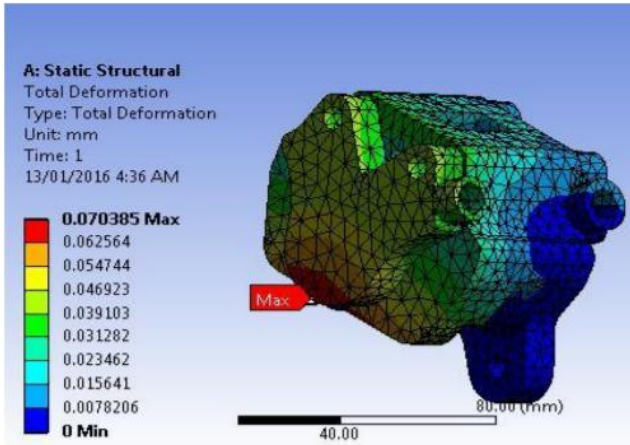 A: Static Structural
Total Deformation
Type: Total Deformation
Unit: mm
Time: 1
13/01/2016 4:36 AM
0.070385 Max
0.062564
0.054744
0.046923
0.039103
0.031282
0.023462
0.015641
0.0078206
0 Min
Max
80.00 (mm)
40.00